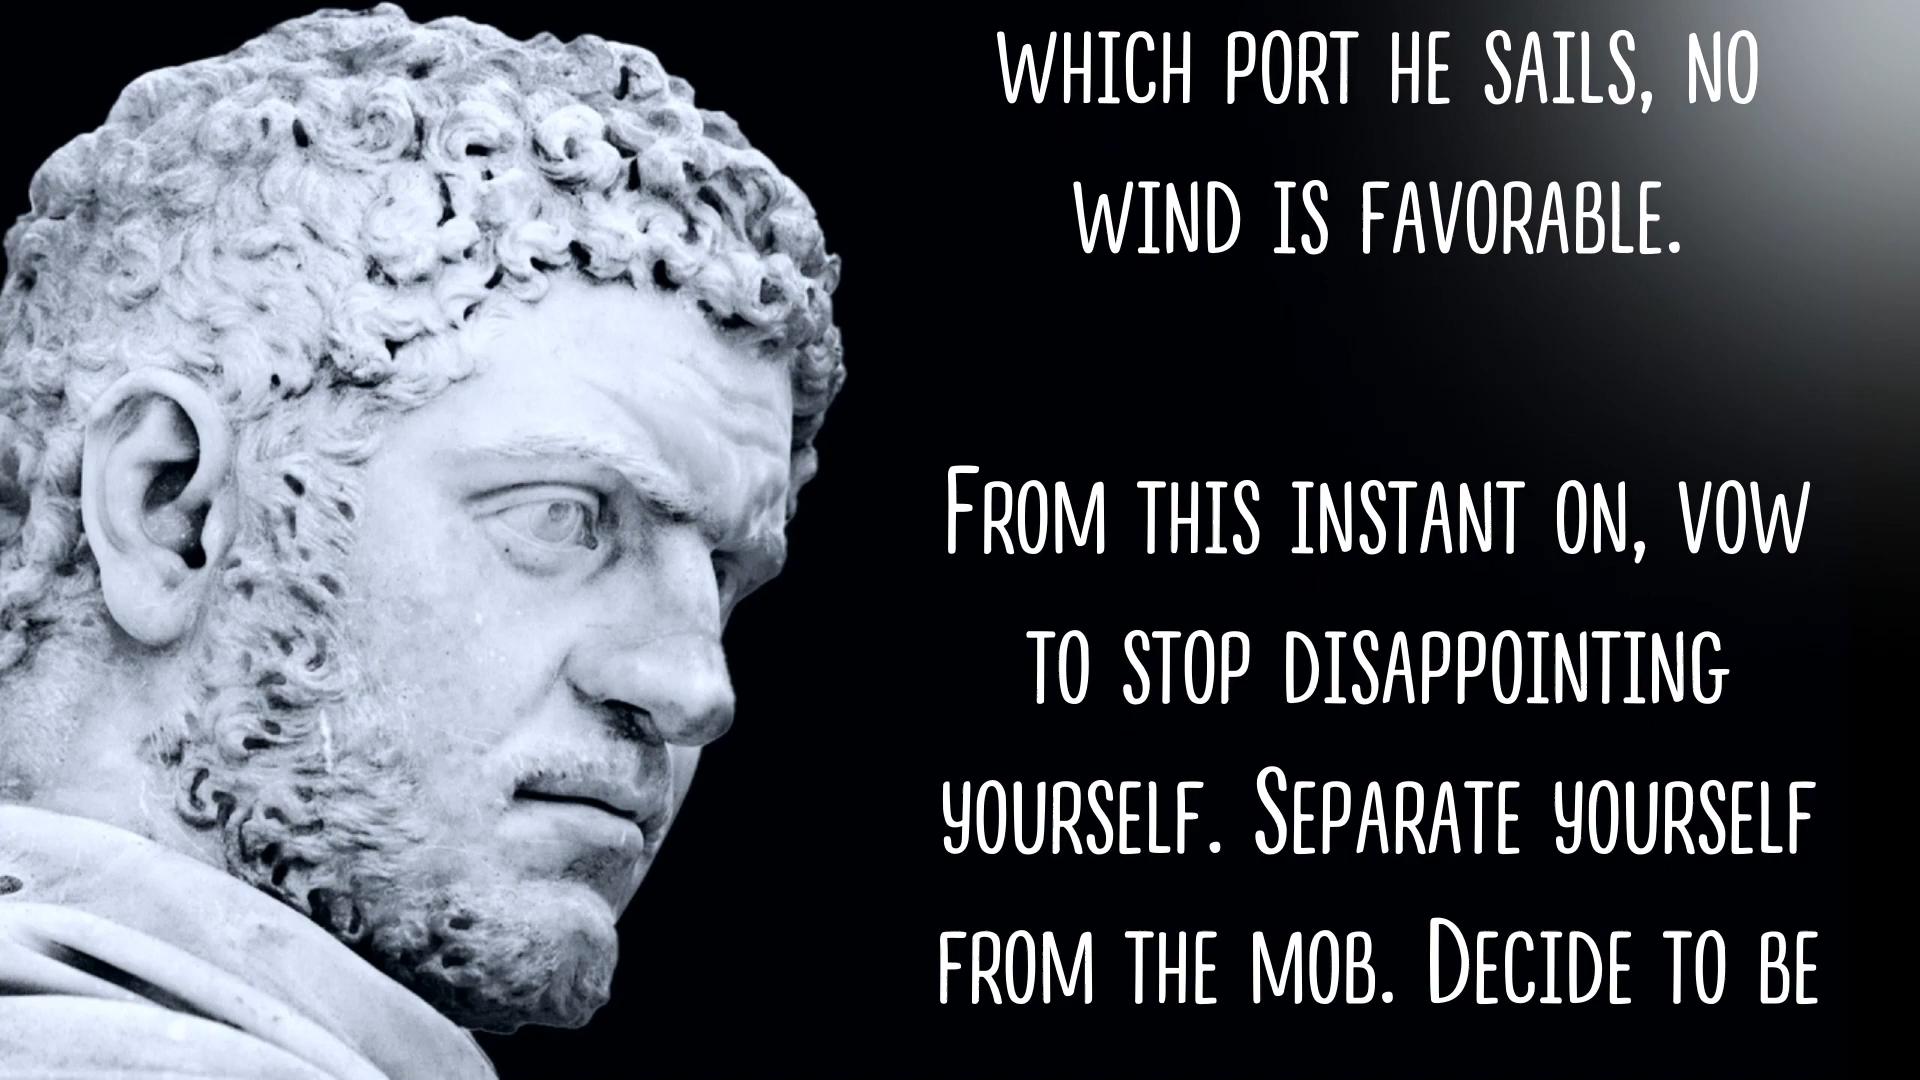 WHICH PORT HE SAILS, NO
WIND IS FAVORABLE.
FROM THIS INSTANT ON, VOW
TO STOP DISAPPOINTING
YOURSELF. SEPARATE YOURSELF
FROM THE MOB. DECIDE TO BE